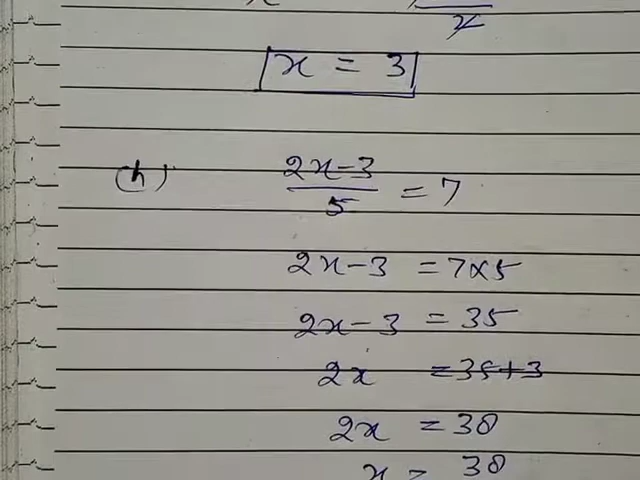 x = 3
(h) (2x-3)/5 = 7
2x-3 = 7x5
2x-3 = 35
2x = 35+3
2x = 38
x = 38